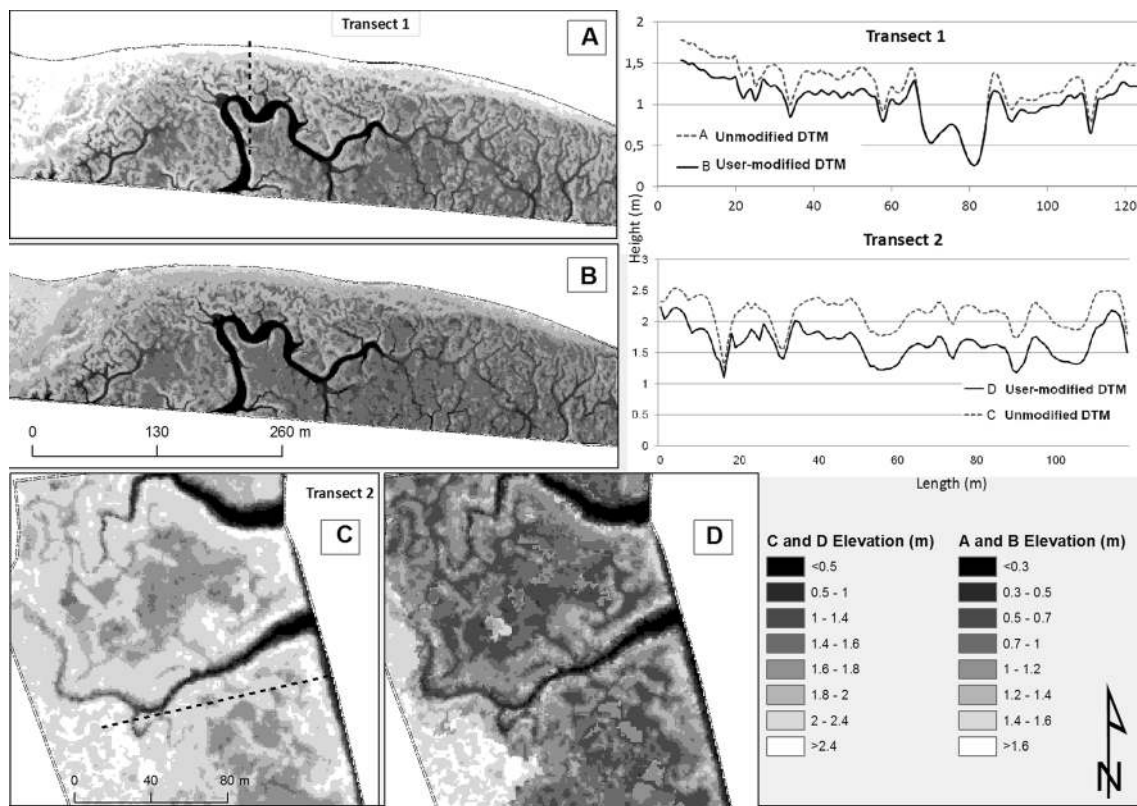 Transect 1
A
B
0 130 260 m
Transect 1
2
1,5
1
0,5
0
0 20 40 60 80 100 120
A Unmodified DTM
B User-modified DTM
Height (m)
Transect 2
3
2.5
2
1.5
1
0.5
0
0 20 40 60 80 100
D User-modified DTM
C Unmodified DTM
Length (m)
Transect 2
C
0 40 80 m
D
C and D Elevation (m)
<0.5
0.5 - 1
1 - 1.4
1.4 - 1.6
1.6 - 1.8
1.8 - 2
2 - 2.4
>2.4
A and B Elevation (m)
<0.3
0.3 - 0.5
0.5 - 0.7
0.7 - 1
1 - 1.2
1.2 - 1.4
1.4 - 1.6
>1.6
N